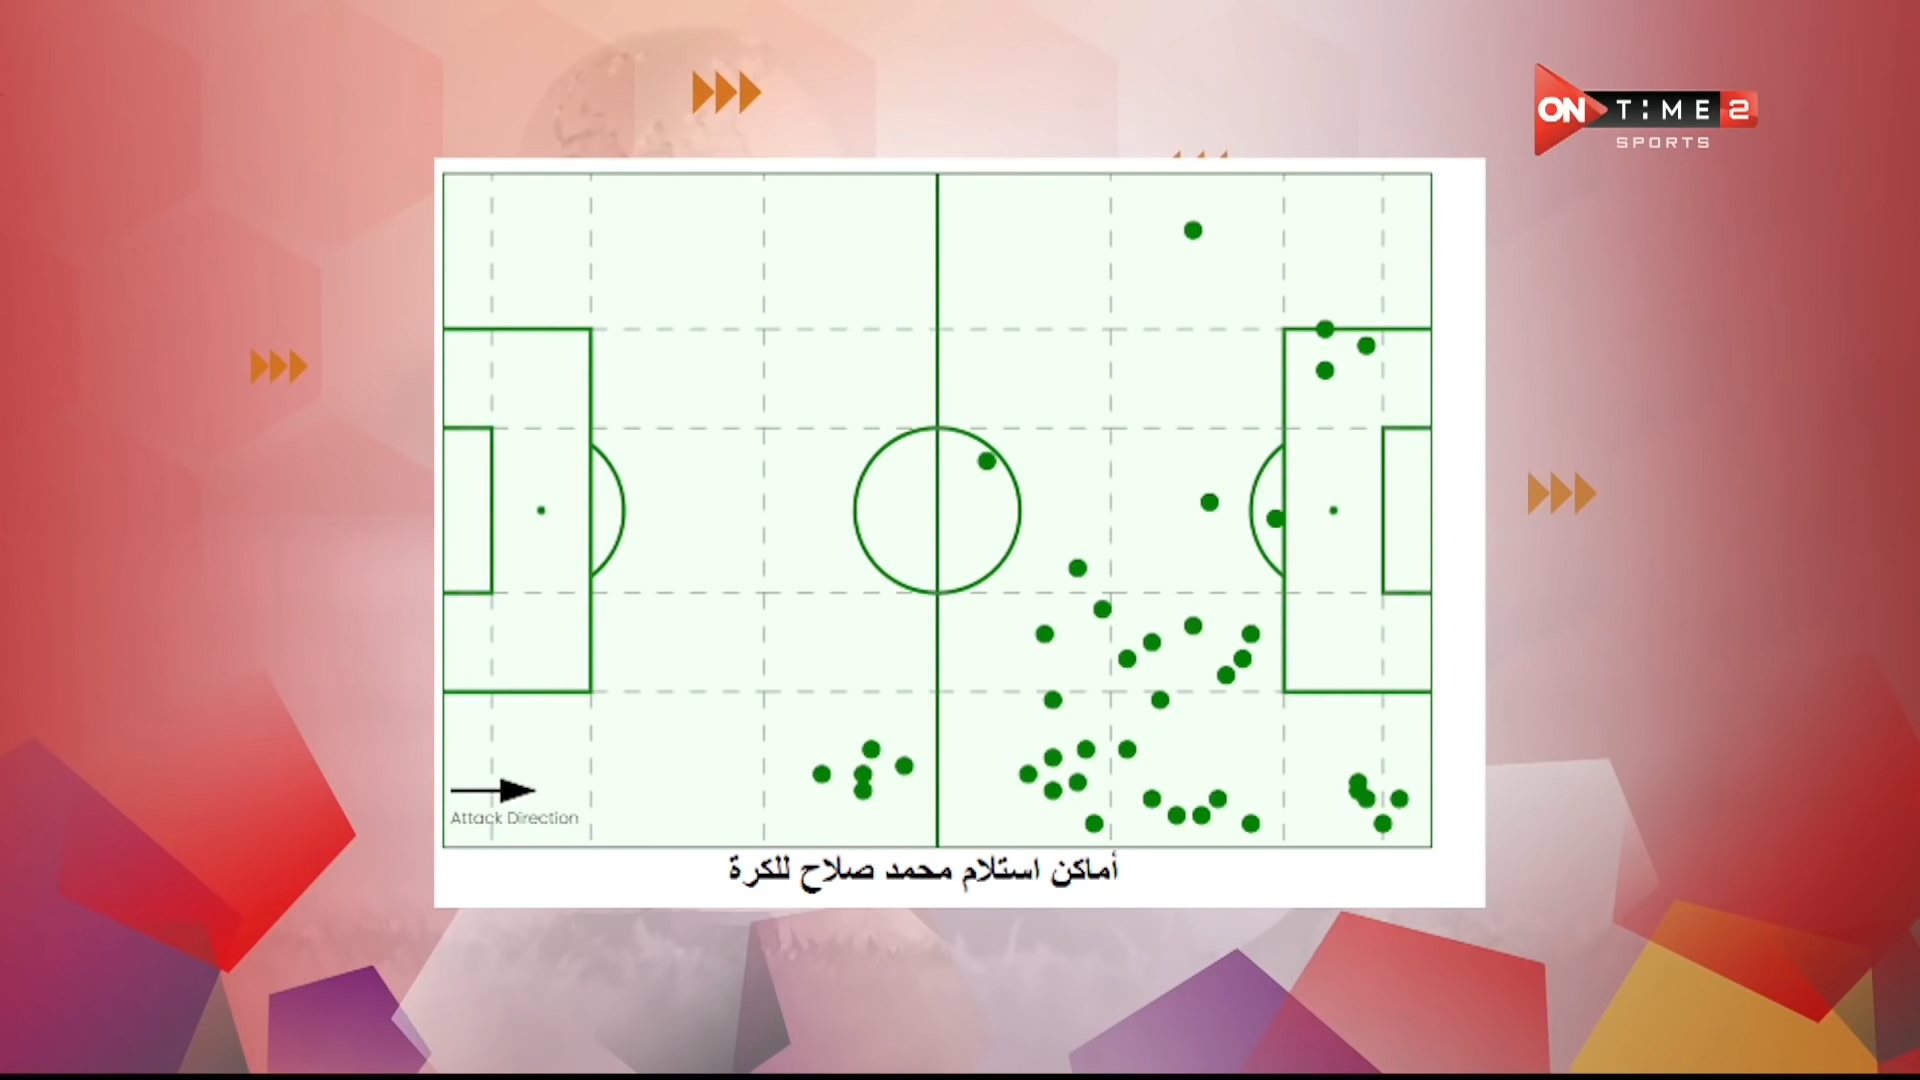 ON TIME 2
SPORTS
Attack Direction
أماكن استلام محمد صلاح للكرة